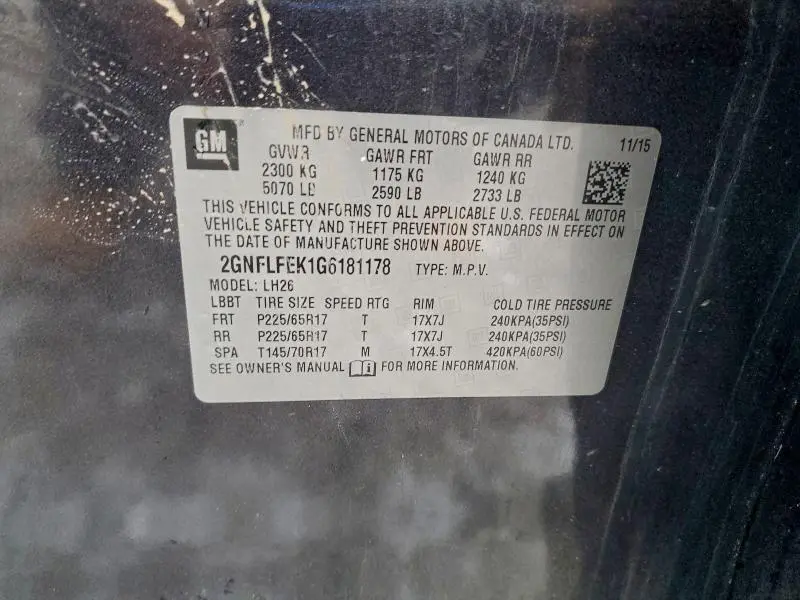 GM
MFD BY GENERAL MOTORS OF CANADA LTD. 11/15
GVWR GAWR FRT GAWR RR
2300 KG 1175 KG 1240 KG
5070 LB 2590 LB 2733 LB
THIS VEHICLE CONFORMS TO ALL APPLICABLE U.S. FEDERAL MOTOR
VEHICLE SAFETY AND THEFT PREVENTION STANDARDS IN EFFECT ON
THE DATE OF MANUFACTURE SHOWN ABOVE.
2GNFLFEK1G6181178 TYPE: M.P.V.
MODEL: LH26
LBBT TIRE SIZE SPEED RTG RIM COLD TIRE PRESSURE
FRT P225/65R17 T 17X7J 240KPA(35PSI)
RR P225/65R17 T 17X7J 240KPA(35PSI)
SPA T145/70R17 M 17X4.5T 420KPA(60PSI)
SEE OWNER'S MANUAL FOR MORE INFORMATION.